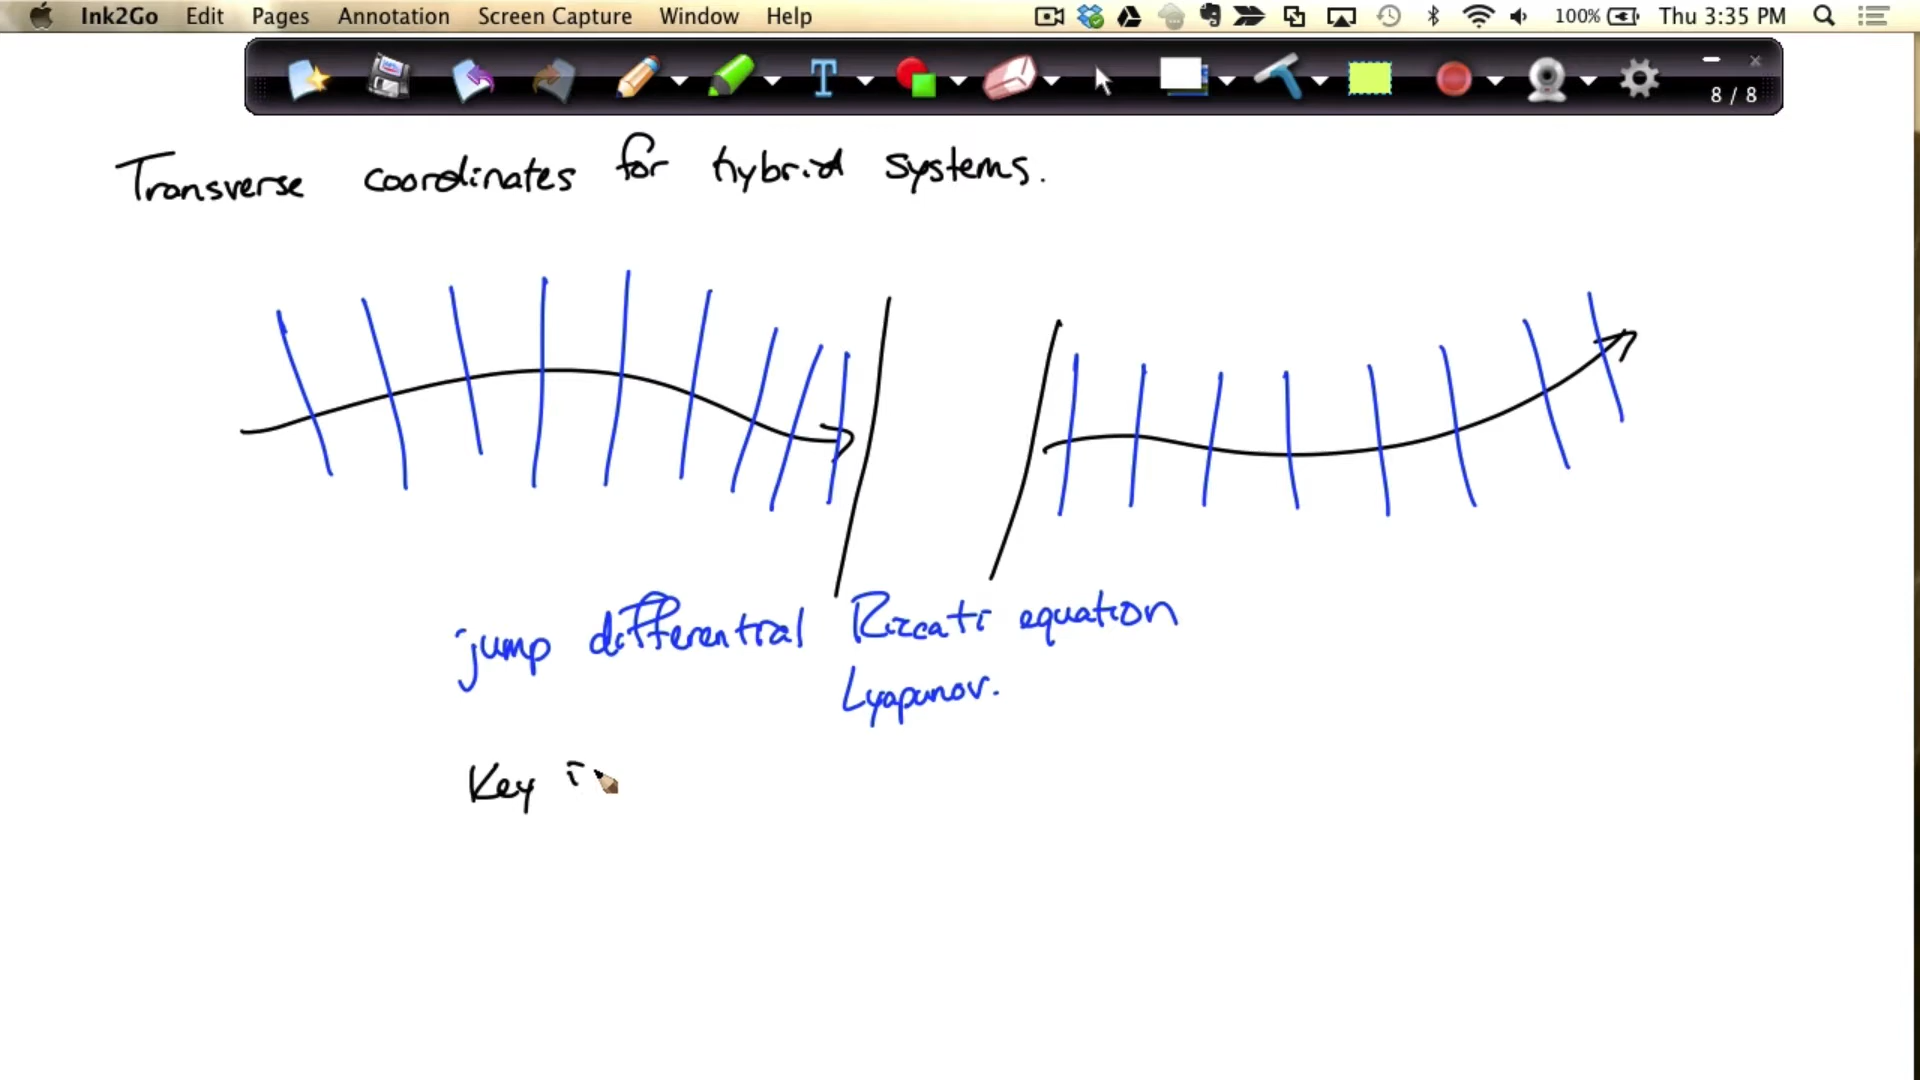 Ink2Go Edit Pages Annotation Screen Capture Window Help 100% Thu 3:35 PM
T
8 / 8
Transverse coordinates for hybrid systems.
jump differential Riccati equation
Lyapunov.
Key i